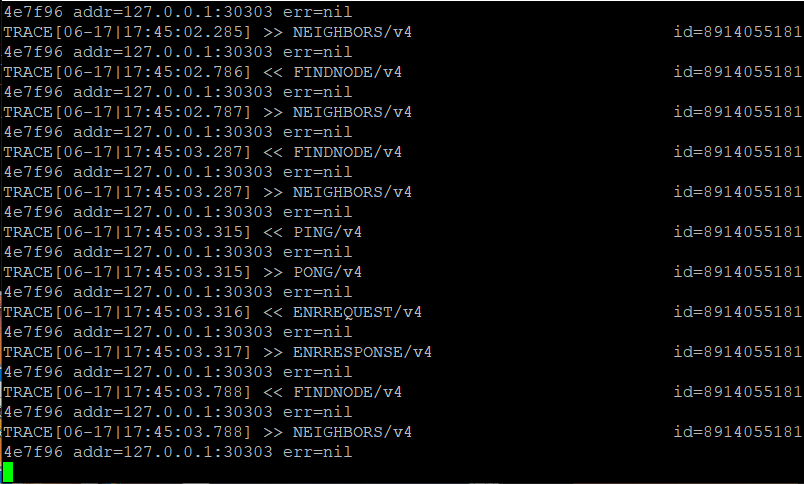 4e7f96 addr=127.0.0.1:30303 err=nil
TRACE[06-17|17:45:02.285] >> NEIGHBORS/v4 id=8914055181
4e7f96 addr=127.0.0.1:30303 err=nil
TRACE[06-17|17:45:02.786] << FINDNODE/v4 id=8914055181
4e7f96 addr=127.0.0.1:30303 err=nil
TRACE[06-17|17:45:02.787] >> NEIGHBORS/v4 id=8914055181
4e7f96 addr=127.0.0.1:30303 err=nil
TRACE[06-17|17:45:03.287] << FINDNODE/v4 id=8914055181
4e7f96 addr=127.0.0.1:30303 err=nil
TRACE[06-17|17:45:03.287] >> NEIGHBORS/v4 id=8914055181
4e7f96 addr=127.0.0.1:30303 err=nil
TRACE[06-17|17:45:03.315] << PING/v4 id=8914055181
4e7f96 addr=127.0.0.1:30303 err=nil
TRACE[06-17|17:45:03.315] >> PONG/v4 id=8914055181
4e7f96 addr=127.0.0.1:30303 err=nil
TRACE[06-17|17:45:03.316] << ENRREQUEST/v4 id=8914055181
4e7f96 addr=127.0.0.1:30303 err=nil
TRACE[06-17|17:45:03.317] >> ENRRESPONSE/v4 id=8914055181
4e7f96 addr=127.0.0.1:30303 err=nil
TRACE[06-17|17:45:03.788] << FINDNODE/v4 id=8914055181
4e7f96 addr=127.0.0.1:30303 err=nil
TRACE[06-17|17:45:03.788] >> NEIGHBORS/v4 id=8914055181
4e7f96 addr=127.0.0.1:30303 err=nil